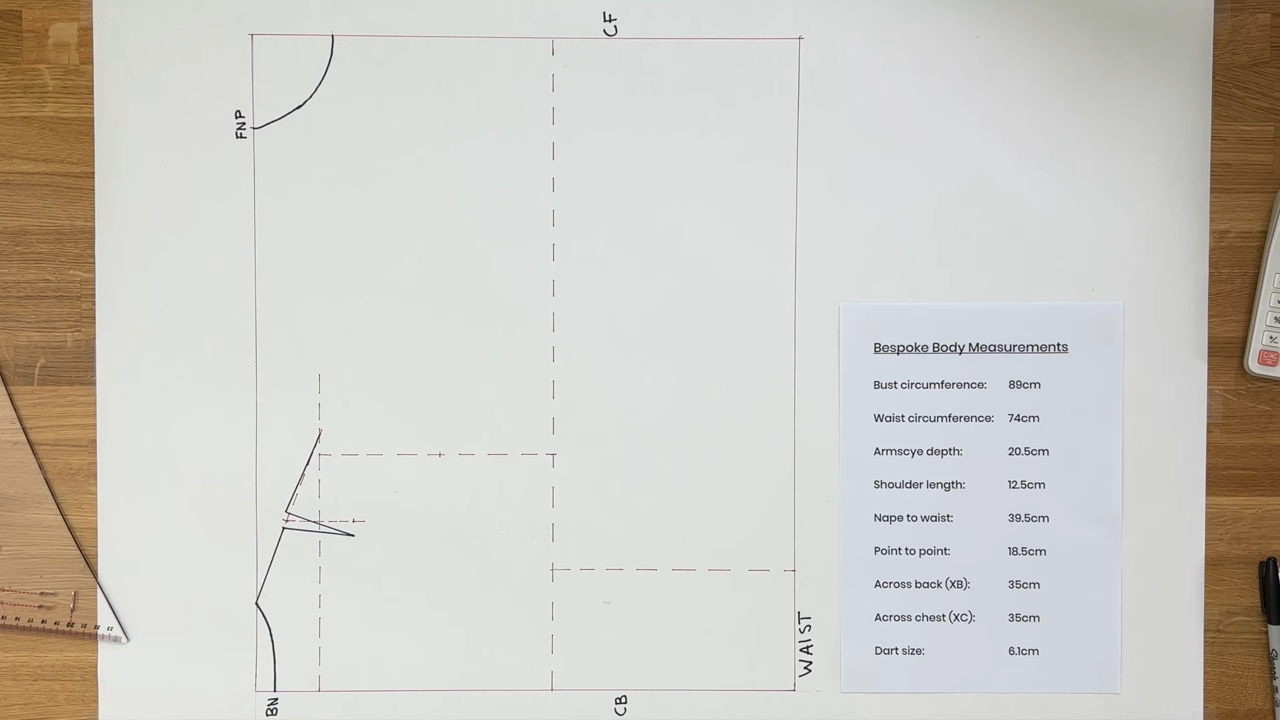 CF
FNP
BN
CB
WAIST
Bespoke Body Measurements
Bust circumference: 89cm
Waist circumference: 74cm
Armscye depth: 20.5cm
Shoulder length: 12.5cm
Nape to waist: 39.5cm
Point to point: 18.5cm
Across back (XB): 35cm
Across chest (XC): 35cm
Dart size: 6.1cm